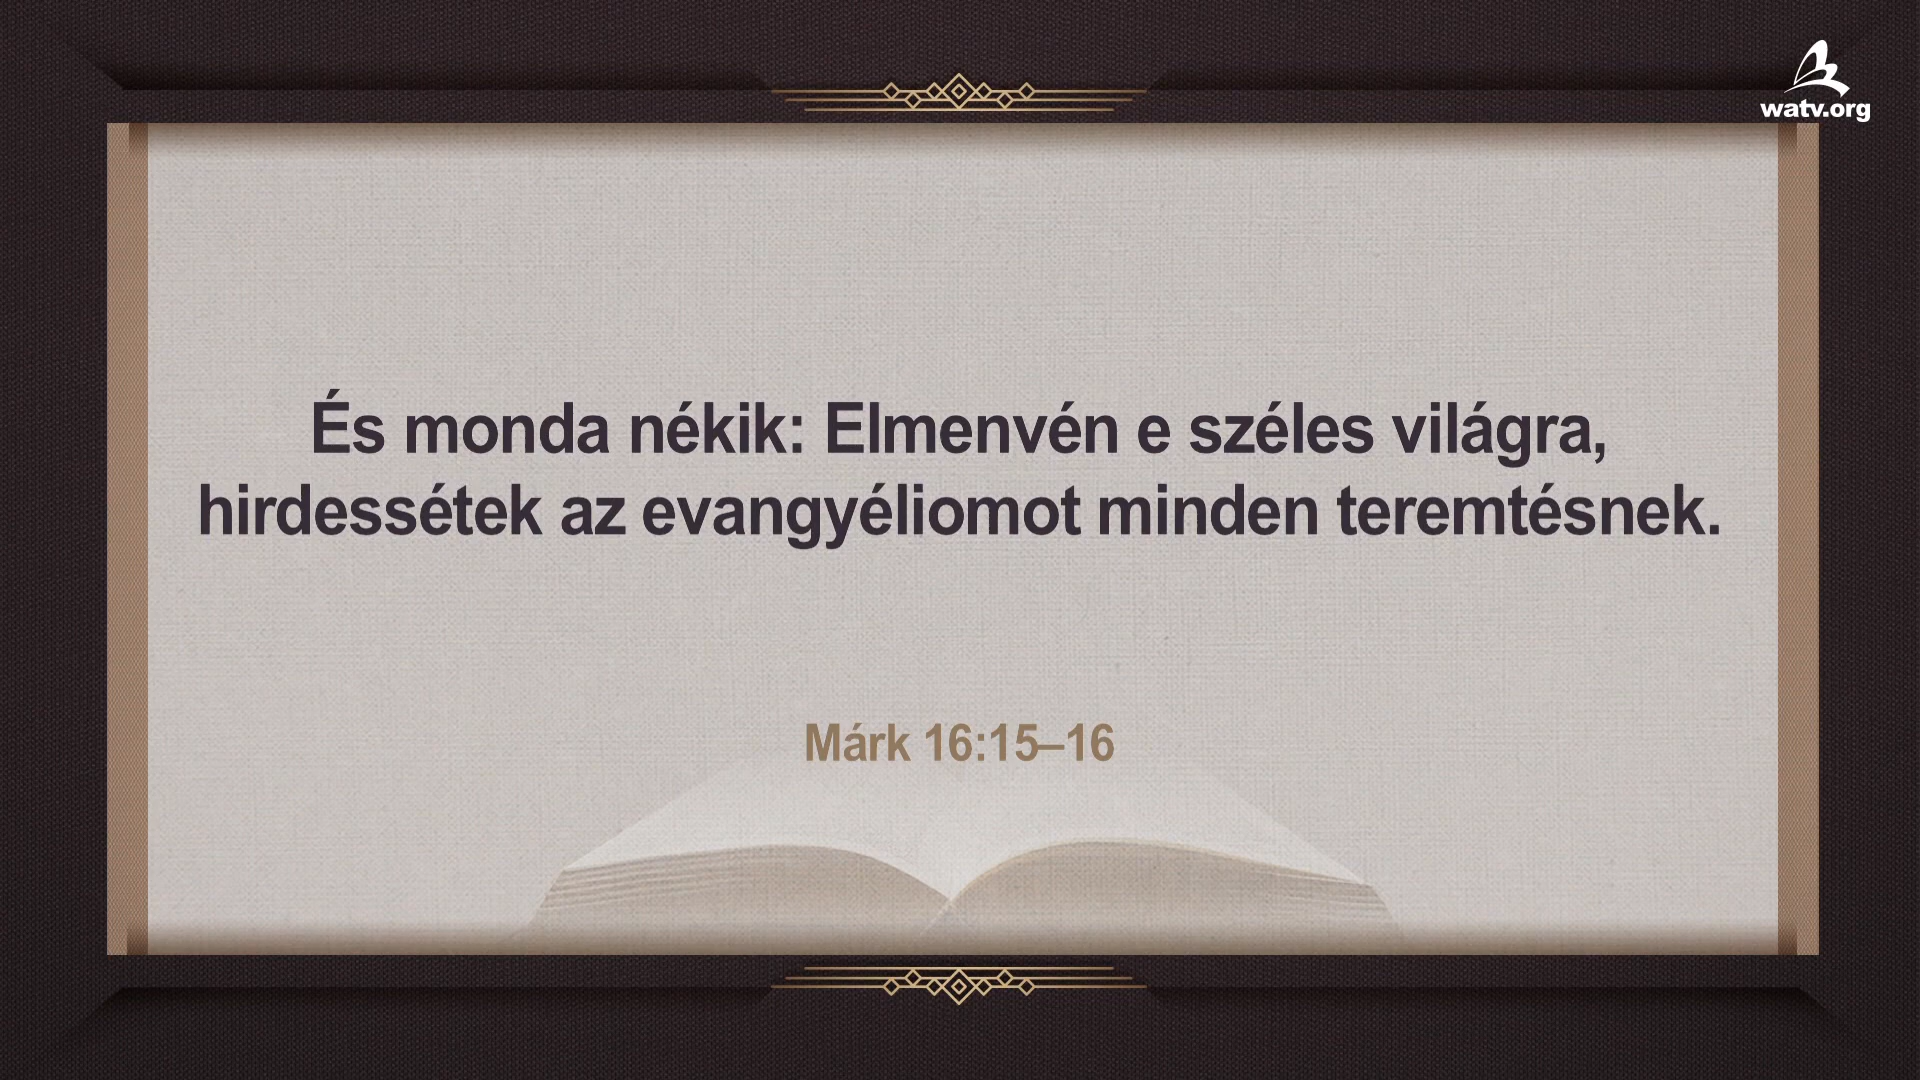 watv.org
És monda nékik: Elmenvén e széles világra,
hirdessétek az evangyéliomot minden teremtésnek.
Márk 16:15–16